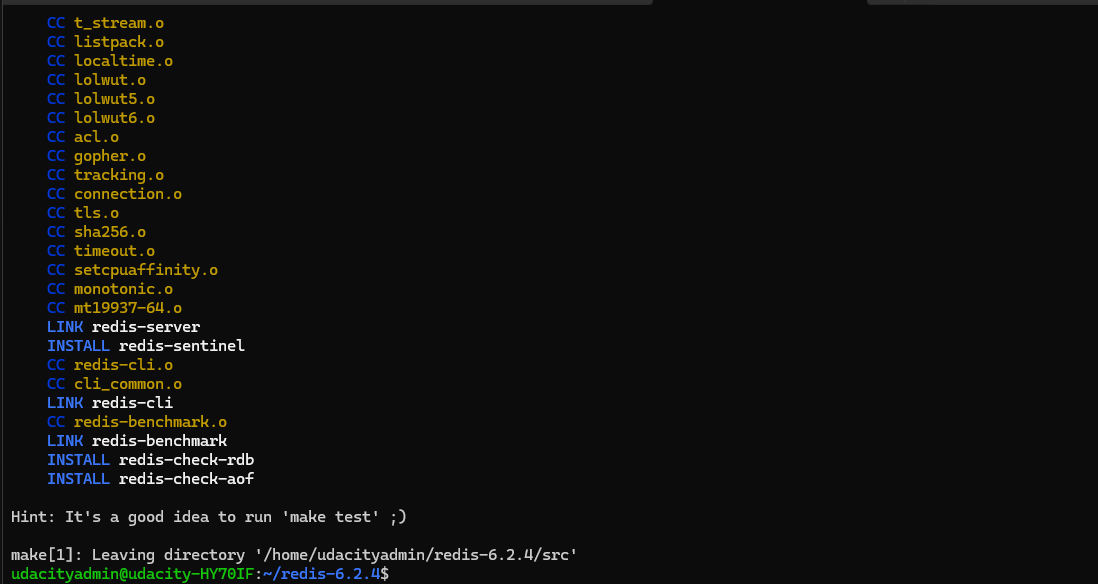 CC t_stream.o
CC listpack.o
CC localtime.o
CC lolwut.o
CC lolwut5.o
CC lolwut6.o
CC acl.o
CC gopher.o
CC tracking.o
CC connection.o
CC tls.o
CC sha256.o
CC timeout.o
CC setcpuaffinity.o
CC monotonic.o
CC mt19937-64.o
LINK redis-server
INSTALL redis-sentinel
CC redis-cli.o
CC cli_common.o
LINK redis-cli
CC redis-benchmark.o
LINK redis-benchmark
INSTALL redis-check-rdb
INSTALL redis-check-aof
Hint: It's a good idea to run 'make test' ;)
make[1]: Leaving directory '/home/udacityadmin/redis-6.2.4/src'
udacityadmin@udacity-HY70IF:~/redis-6.2.4$